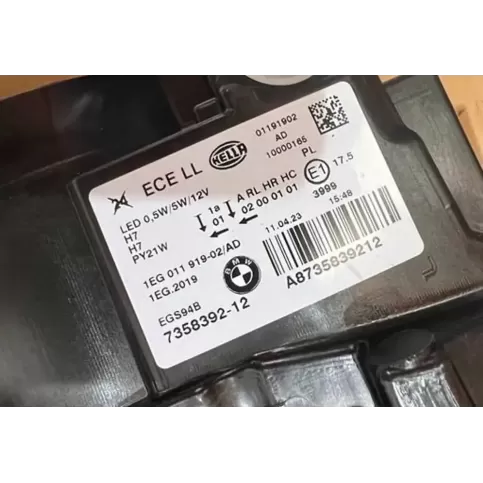 ECE LL
HELLA
01191902
AD
10000165
LED 0,5W/5W/12V
H7
H7
PY21W
1a
01
A RL HR HC
02 00 01 01
PL
E1
17.5
3999
1EG 011 919-02/AD
1EG.2019
11.04.23
15:48
EGS94B
7358392-12
BMW
A8735839212